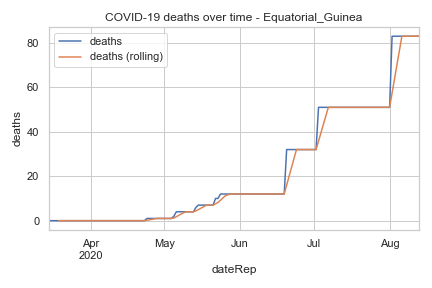 COVID-19 deaths over time - Equatorial_Guinea
deaths
deaths (rolling)
deaths
80
60
40
20
0
Apr
2020
May
Jun
Jul
Aug
dateRep